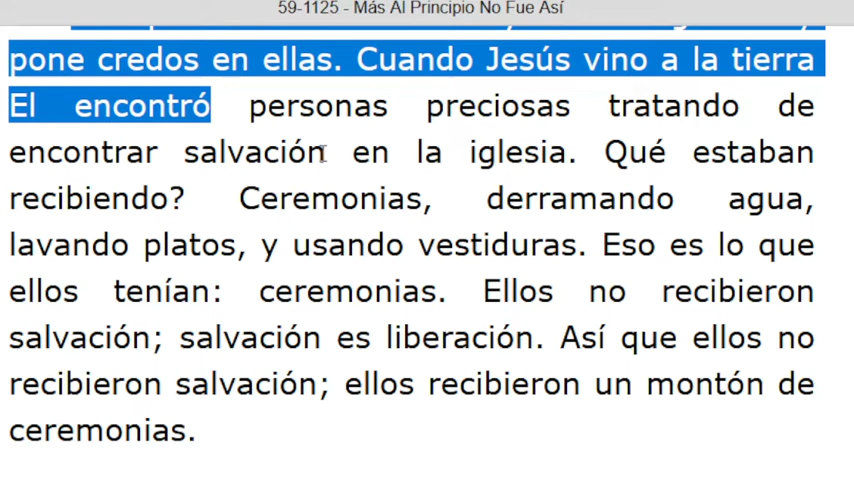 59-1125 - Más Al Principio No Fue Así
pone credos en ellas. Cuando Jesús vino a la tierra
El encontró personas preciosas tratando de
encontrar salvación en la iglesia. Qué estaban
recibiendo? Ceremonias, derramando agua,
lavando platos, y usando vestiduras. Eso es lo que
ellos tenían: ceremonias. Ellos no recibieron
salvación; salvación es liberación. Así que ellos no
recibieron salvación; ellos recibieron un montón de
ceremonias.